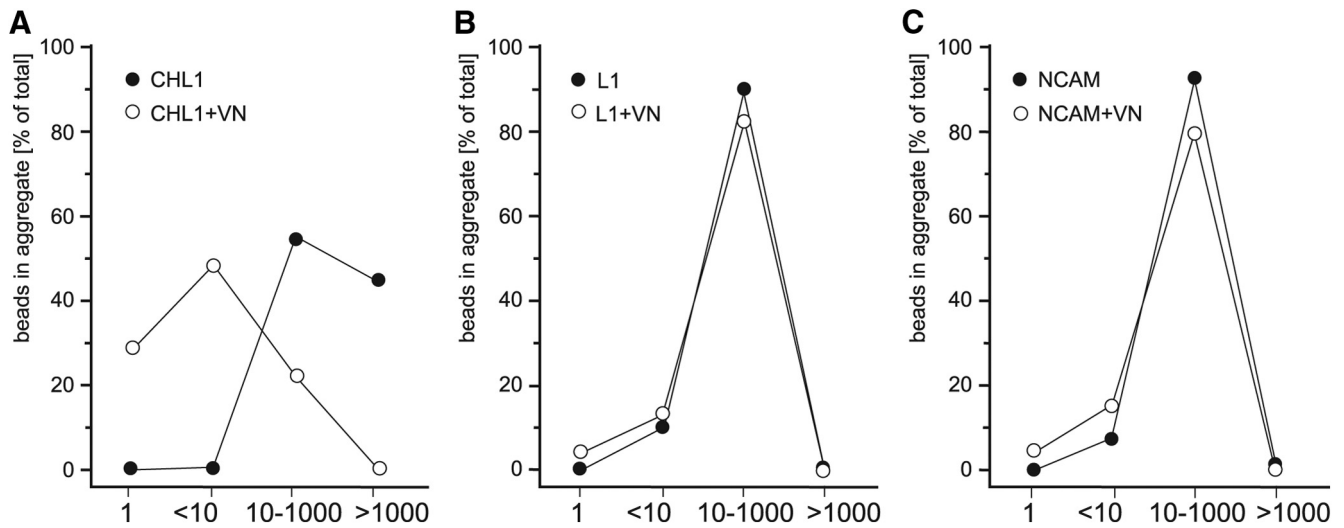 A
beads in aggregate [% of total]
100
80
60
40
20
0
CHL1
CHL1+VN
1 <10 10-1000 >1000
B
beads in aggregate [% of total]
100
80
60
40
20
0
L1
L1+VN
1 <10 10-1000 >1000
C
beads in aggregate [% of total]
100
80
60
40
20
0
NCAM
NCAM+VN
1 <10 10-1000 >1000